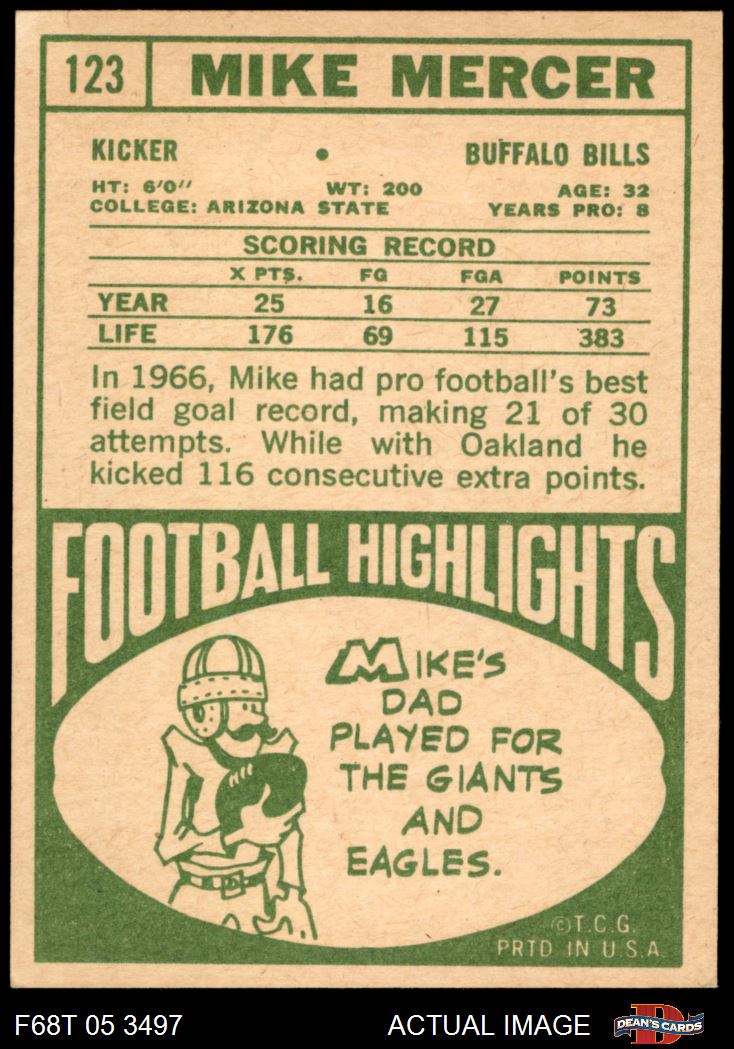 123 MIKE MERCER
KICKER • BUFFALO BILLS
HT: 6'0" WT: 200 AGE: 32
COLLEGE: ARIZONA STATE YEARS PRO: 8
SCORING RECORD
X PTS. FG FGA POINTS
YEAR 25 16 27 73
LIFE 176 69 115 383
In 1966, Mike had pro football's best
field goal record, making 21 of 30
attempts. While with Oakland he
kicked 116 consecutive extra points.
FOOTBALL HIGHLIGHTS
MIKE'S
DAD
PLAYED FOR
THE GIANTS
AND
EAGLES.
©T.C.G.
PRTD IN U.S.A.
F68T 05 3497 ACTUAL IMAGE D DEAN'S CARDS